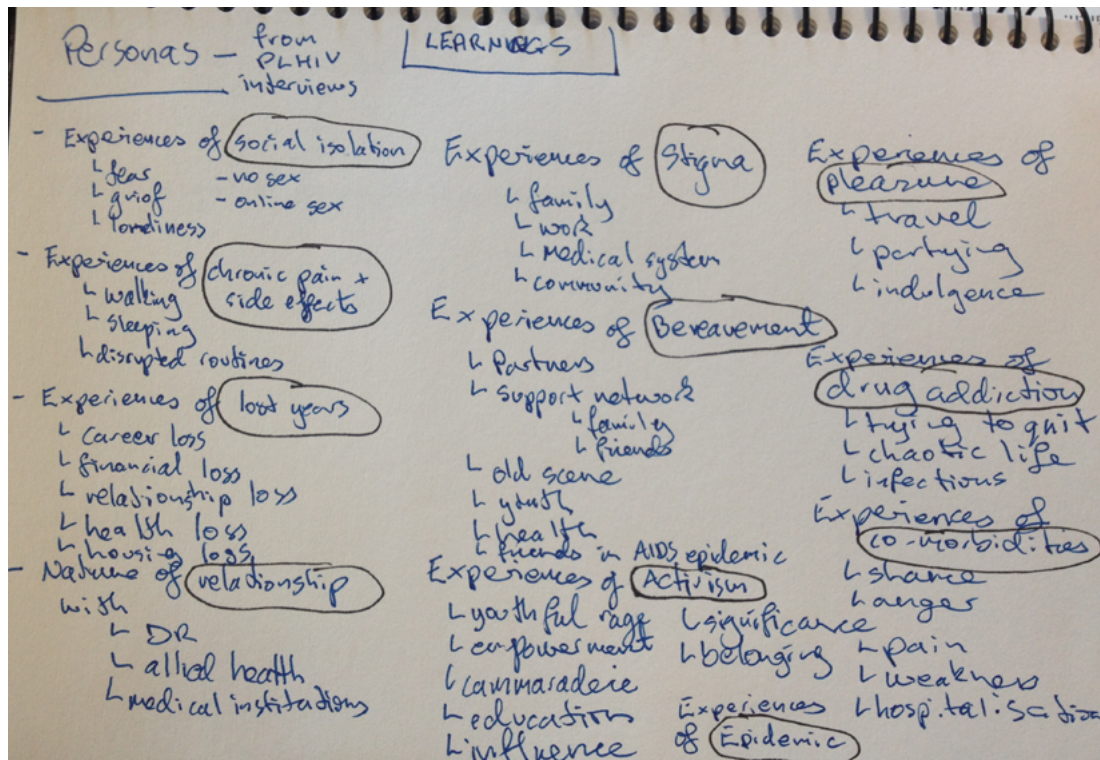 Personas - from PLHIV interviews
LEARNINGS
- Experiences of social isolation
└ fear - no sex
└ grief - online sex
└ loneliness
- Experiences of chronic pain + side effects
└ walking
└ sleeping
└ disrupted routines
- Experiences of lost years
└ career loss
└ financial loss
└ relationship loss
└ health loss
└ housing loss
- Nature of relationship
with
└ DR
└ allied health
└ medical institutions
Experiences of Stigma
└ family
└ work
└ medical system
└ community
Experiences of Bereavement
└ Partners
└ support network
└ family
└ friends
└ old scene
└ youth
└ health
└ friends in AIDS epidemic
Experiences of Activism
└ youthful rage └ significance
└ empowerment └ belonging
└ cammaraderie
└ education
└ influence
Experiences
of Epidemic
Experiences of
pleasure
└ travel
└ partying
└ indulgence
Experiences of
drug addiction
└ trying to quit
└ chaotic life
└ infections
Experiences of
co-morbidities
└ shame
└ anger
└ pain
└ weakness
└ hospitalisation